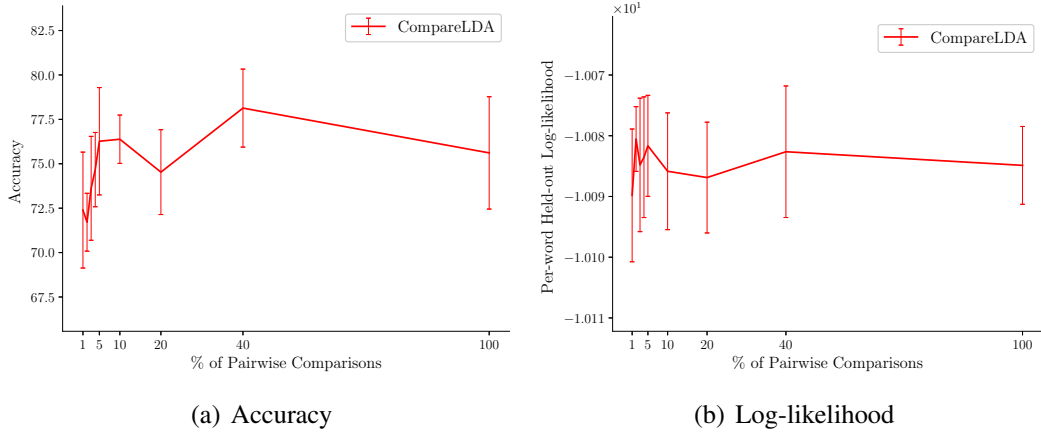 82.5
80.0
77.5
75.0
72.5
70.0
67.5
Accuracy
CompareLDA
1 5 10 20 40 100
% of Pairwise Comparisons
(a) Accuracy
×10¹
−1.007
−1.008
−1.009
−1.010
−1.011
Per-word Held-out Log-likelihood
CompareLDA
1 5 10 20 40 100
% of Pairwise Comparisons
(b) Log-likelihood